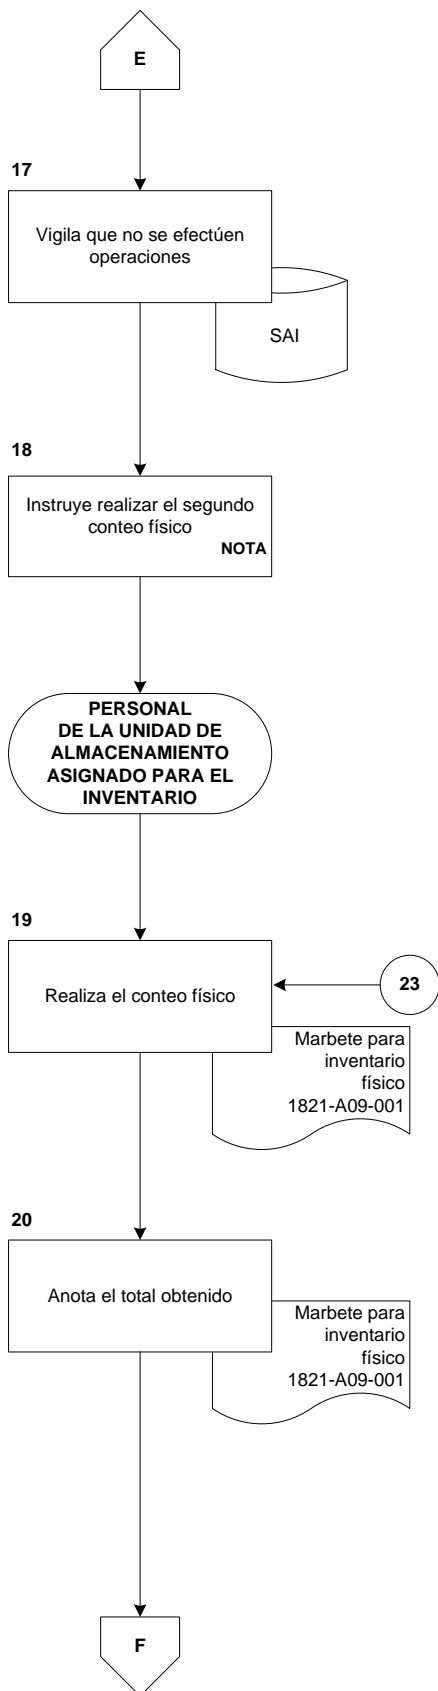 E
17
Vigila que no se efectúen
operaciones
SAI
18
Instruye realizar el segundo
conteo físico
NOTA
PERSONAL
DE LA UNIDAD DE
ALMACENAMIENTO
ASIGNADO PARA EL
INVENTARIO
19
Realiza el conteo físico
23
Marbete para
inventario
físico
1821-A09-001
20
Anota el total obtenido
Marbete para
inventario
físico
1821-A09-001
F